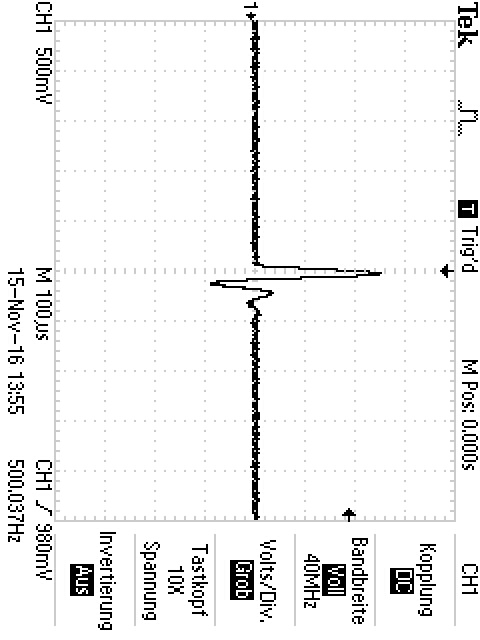 Tek
T Trig'd
M Pos: 0.000s
CH1
Kopplung
DC
Bandbreite
Voll
40MHz
Volts/Div.
Grob
Tastkopf
10X
Spannung
Invertierung
Aus
1
CH1 500mV
M 100µs
CH1 / 980mV
15-Nov-16 13:55
500.037Hz